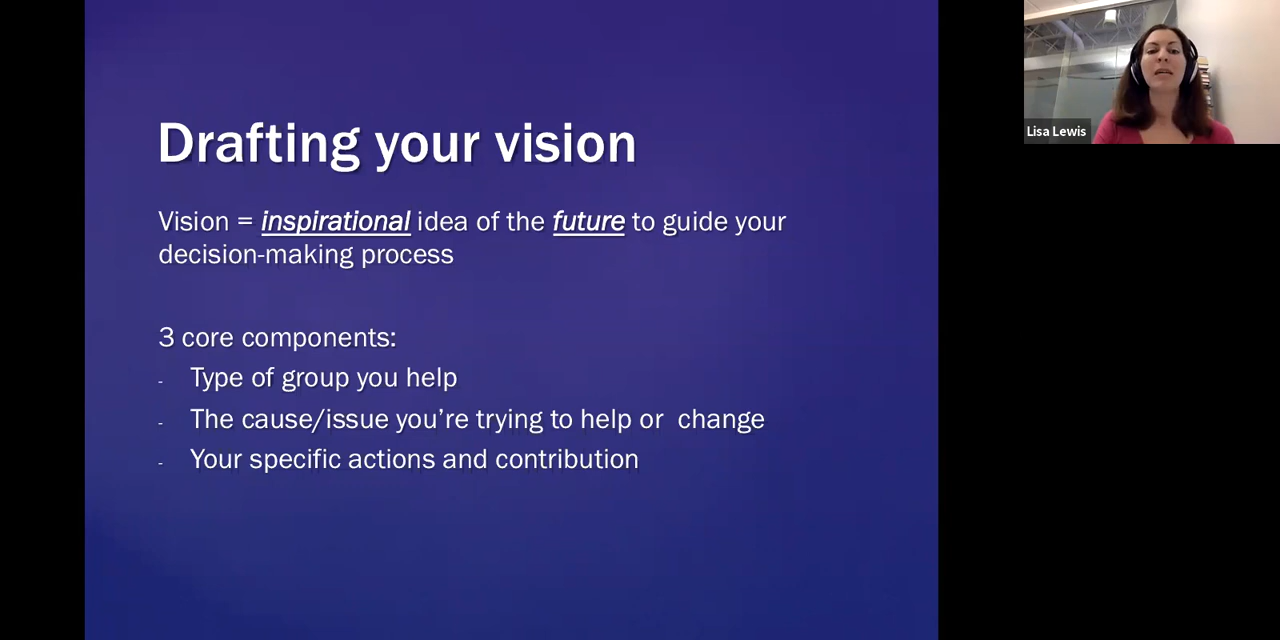 Drafting your vision
Vision = inspirational idea of the future to guide your
decision-making process
3 core components:
- Type of group you help
- The cause/issue you’re trying to help or  change
- Your specific actions and contribution
Lisa Lewis